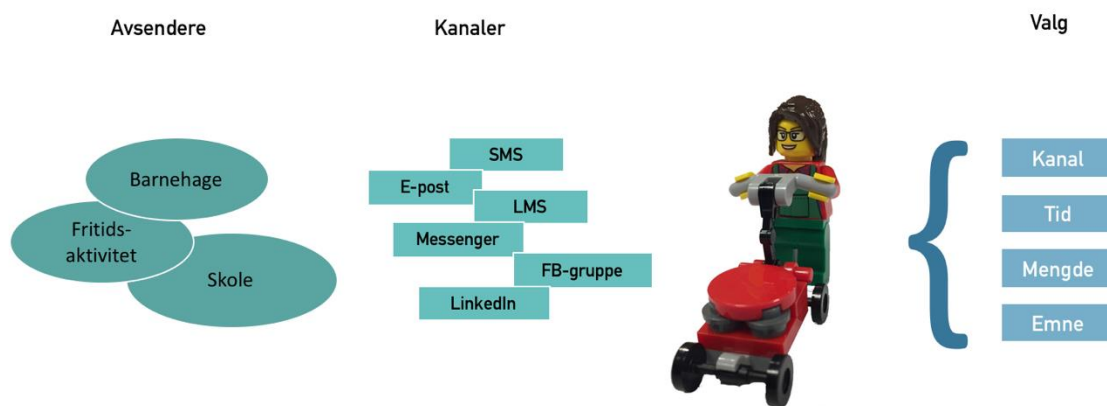 Avsendere
Kanaler
Valg
Barnehage
Fritids-
aktivitet
Skole
SMS
E-post
LMS
Messenger
FB-gruppe
LinkedIn
Kanal
Tid
Mengde
Emne